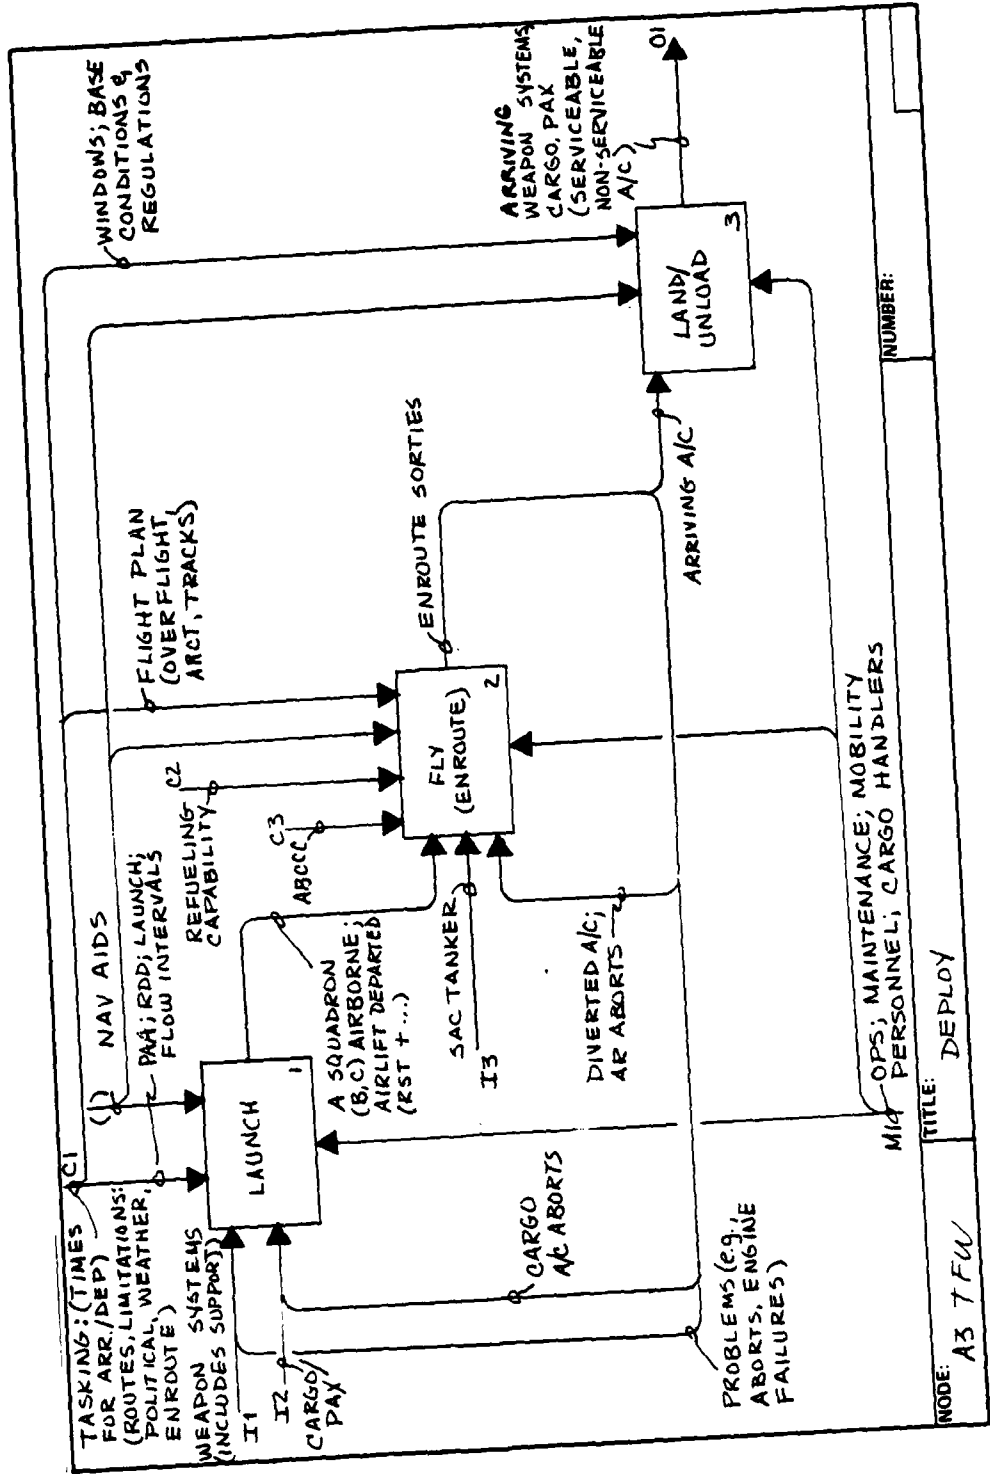 C1
TASKING: (TIMES
FOR ARR./DEP)
(ROUTES, LIMITATIONS:
POLITICAL, WEATHER,
ENROUTE)
( )
NAV AIDS
PAA; RDD; LAUNCH;
FLOW INTERVALS
WINDOWS; BASE
CONDITIONS &
REGULATIONS
FLIGHT PLAN
(OVERFLIGHT,
ARCT, TRACKS)
C2
REFUELING
CAPABILITY
C3
ABCCC
WEAPON SYSTEMS
(INCLUDES SUPPORT)
I1
I2
CARGO/
PAX
LAUNCH
1
A SQUADRON
(B,C) AIRBORNE;
AIRLIFT DEPARTED
(RST + ...)
SAC TANKER
I3
FLY
(ENROUTE)
2
ENROUTE SORTIES
DIVERTED A/C;
AR ABORTS
ARRIVING A/C
LAND/
UNLOAD
3
ARRIVING
WEAPON SYSTEMS,
CARGO, PAX
(SERVICEABLE,
NON-SERVICEABLE
A/C)
O1
CARGO
A/C ABORTS
PROBLEMS (e.g.,
ABORTS, ENGINE
FAILURES)
M1
OPS; MAINTENANCE; MOBILITY
PERSONNEL; CARGO HANDLERS
NODE:
A3 TFW
TITLE:
DEPLOY
NUMBER: